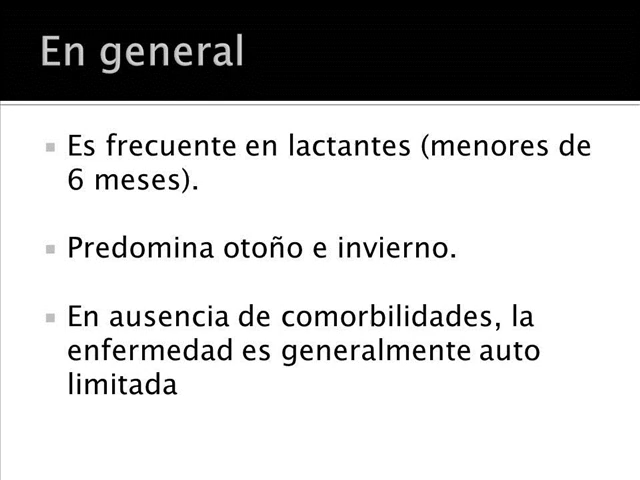 En general
Es frecuente en lactantes (menores de
6 meses).
Predomina otoño e invierno.
En ausencia de comorbilidades, la
enfermedad es generalmente auto
limitada